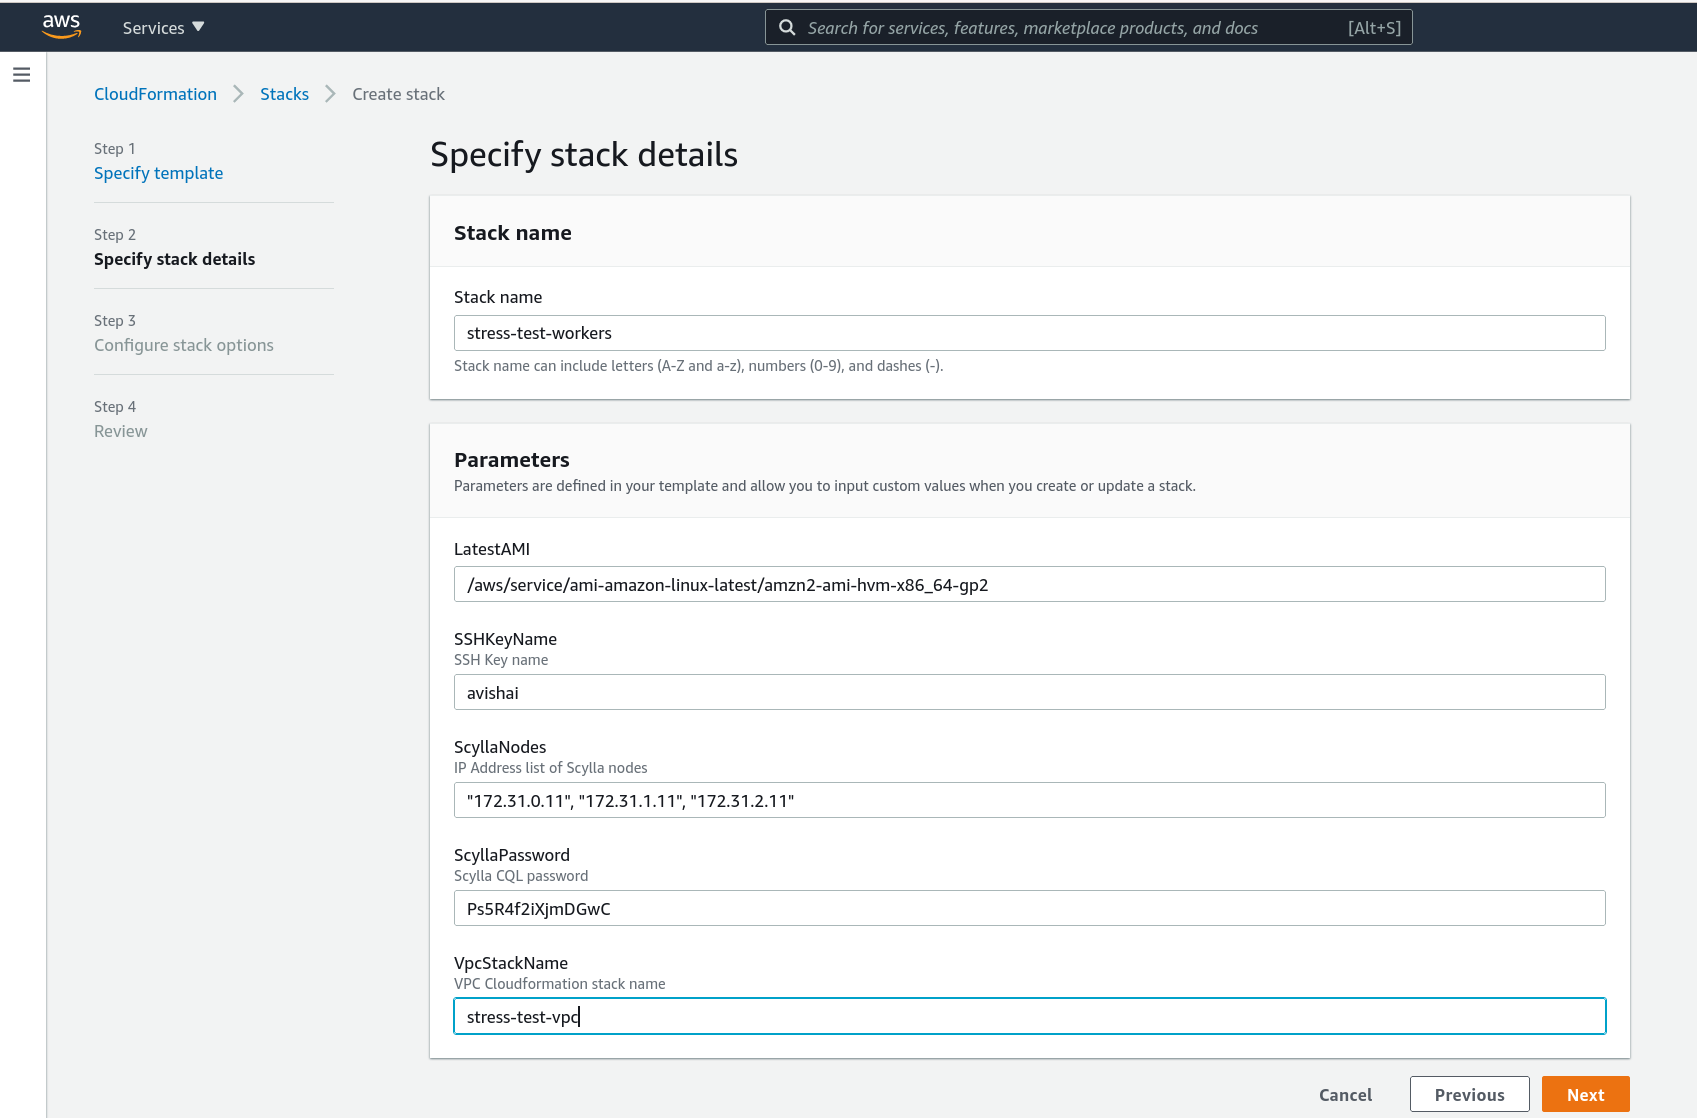 aws
Services
Search for services, features, marketplace products, and docs [Alt+S]
CloudFormation
Stacks
Create stack
Step 1
Specify template
Step 2
Specify stack details
Step 3
Configure stack options
Step 4
Review
Specify stack details
Stack name
Stack name
stress-test-workers
Stack name can include letters (A-Z and a-z), numbers (0-9), and dashes (-).
Parameters
Parameters are defined in your template and allow you to input custom values when you create or update a stack.
LatestAMI
/aws/service/ami-amazon-linux-latest/amzn2-ami-hvm-x86_64-gp2
SSHKeyName
SSH Key name
avishai
ScyllaNodes
IP Address list of Scylla nodes
"172.31.0.11", "172.31.1.11", "172.31.2.11"
ScyllaPassword
Scylla CQL password
Ps5R4f2iXjmDGwC
VpcStackName
VPC Cloudformation stack name
stress-test-vpc
Cancel
Previous
Next